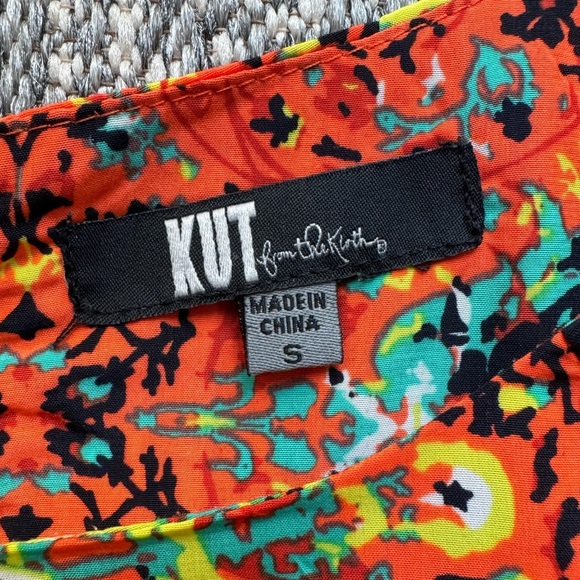 KUT from the Kloth®
MADE IN
CHINA
S